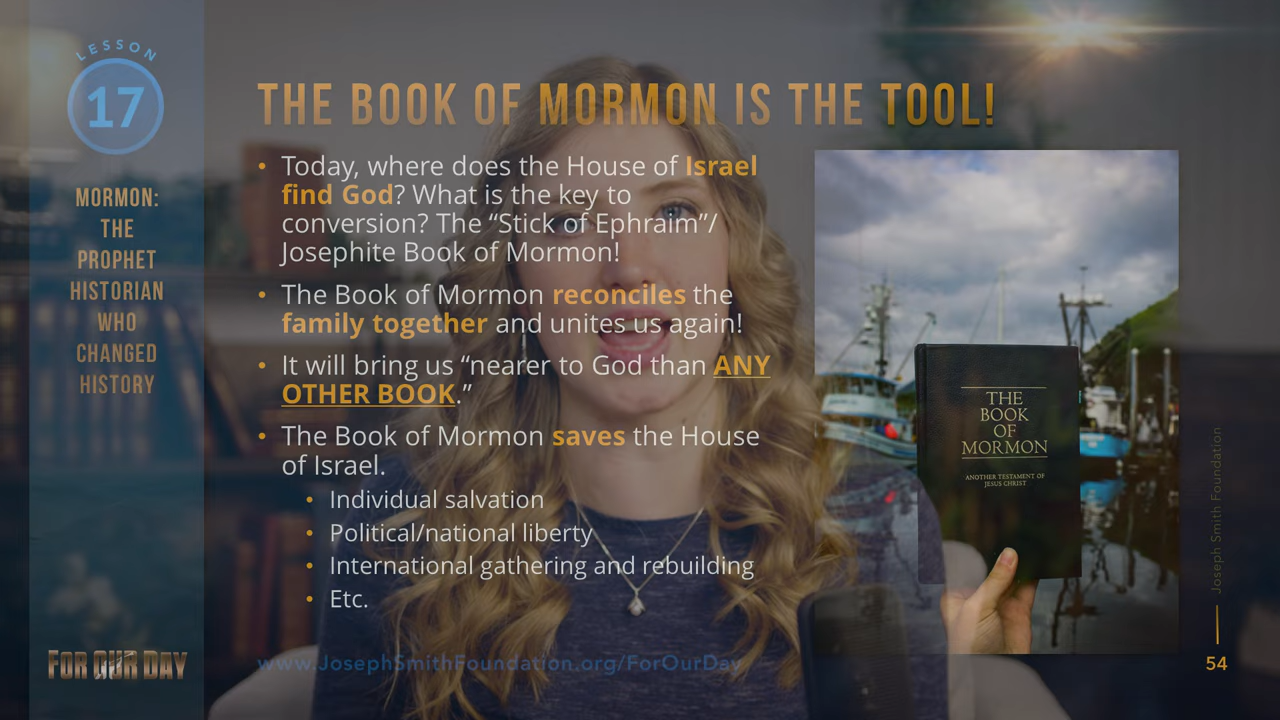 LESSON
17
MORMON:
THE
PROPHET
HISTORIAN
WHO
CHANGED
HISTORY
FOR OUR DAY
THE BOOK OF MORMON IS THE TOOL!
• Today, where does the House of Israel
find God? What is the key to
conversion? The “Stick of Ephraim”/
Josephite Book of Mormon!
• The Book of Mormon reconciles the
family together and unites us again!
• It will bring us “nearer to God than ANY
OTHER BOOK.”
• The Book of Mormon saves the House
of Israel.
• Individual salvation
• Political/national liberty
• International gathering and rebuilding
• Etc.
www.JosephSmithFoundation.org/ForOurDay
THE
BOOK
OF
MORMON
ANOTHER TESTAMENT OF
JESUS CHRIST
Joseph Smith Foundation
54